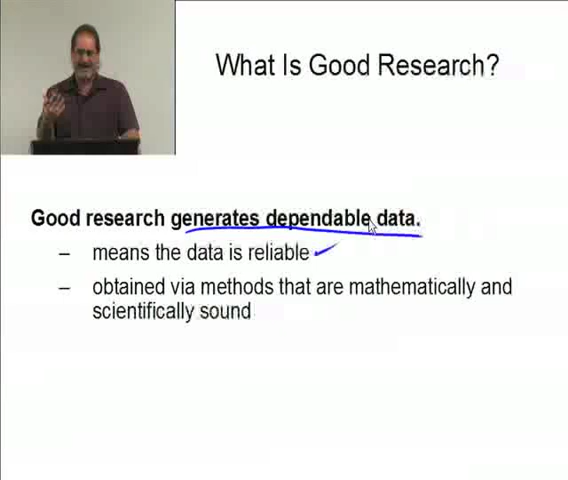 What Is Good Research?
Good research generates dependable data.
– means the data is reliable
– obtained via methods that are mathematically and
scientifically sound